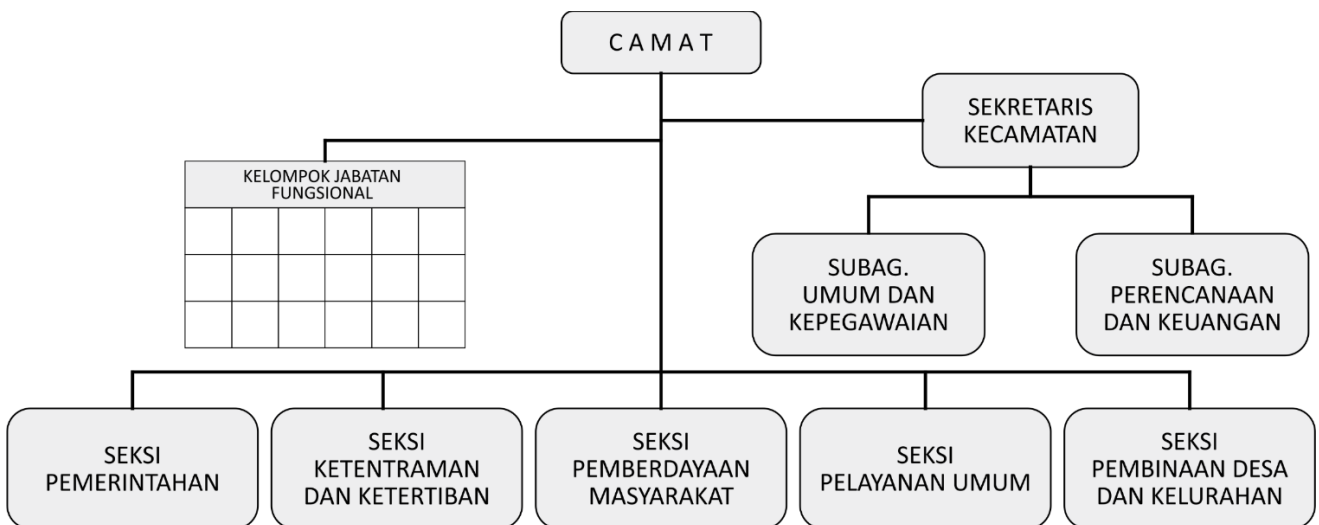 C A M A T
SEKRETARIS
KECAMATAN
KELOMPOK JABATAN
FUNGSIONAL
SUBAG.
UMUM DAN
KEPEGAWAIAN
SUBAG.
PERENCANAAN
DAN KEUANGAN
SEKSI
PEMERINTAHAN
SEKSI
KETENTRAMAN
DAN KETERTIBAN
SEKSI
PEMBERDAYAAN
MASYARAKAT
SEKSI
PELAYANAN UMUM
SEKSI
PEMBINAAN DESA
DAN KELURAHAN